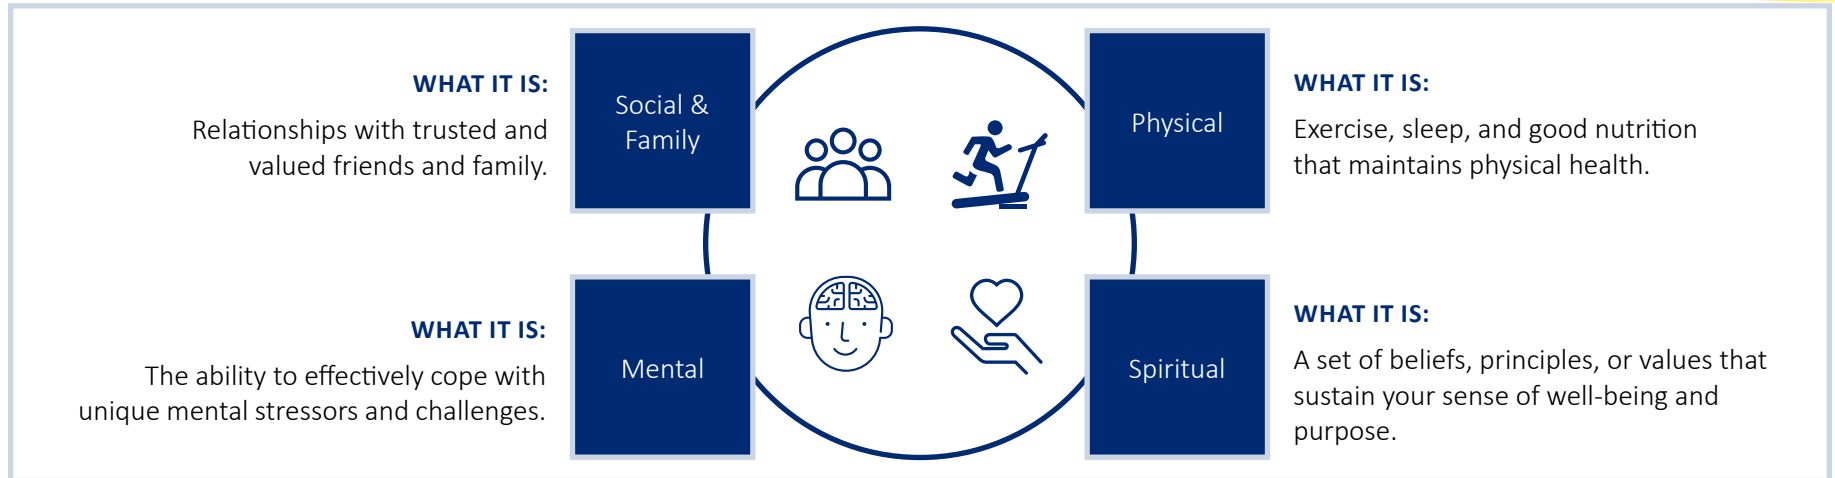 WHAT IT IS:
Relationships with trusted and
valued friends and family.
Social &
Family
Physical
WHAT IT IS:
Exercise, sleep, and good nutrition
that maintains physical health.
WHAT IT IS:
The ability to effectively cope with
unique mental stressors and challenges.
Mental
Spiritual
WHAT IT IS:
A set of beliefs, principles, or values that
sustain your sense of well-being and
purpose.